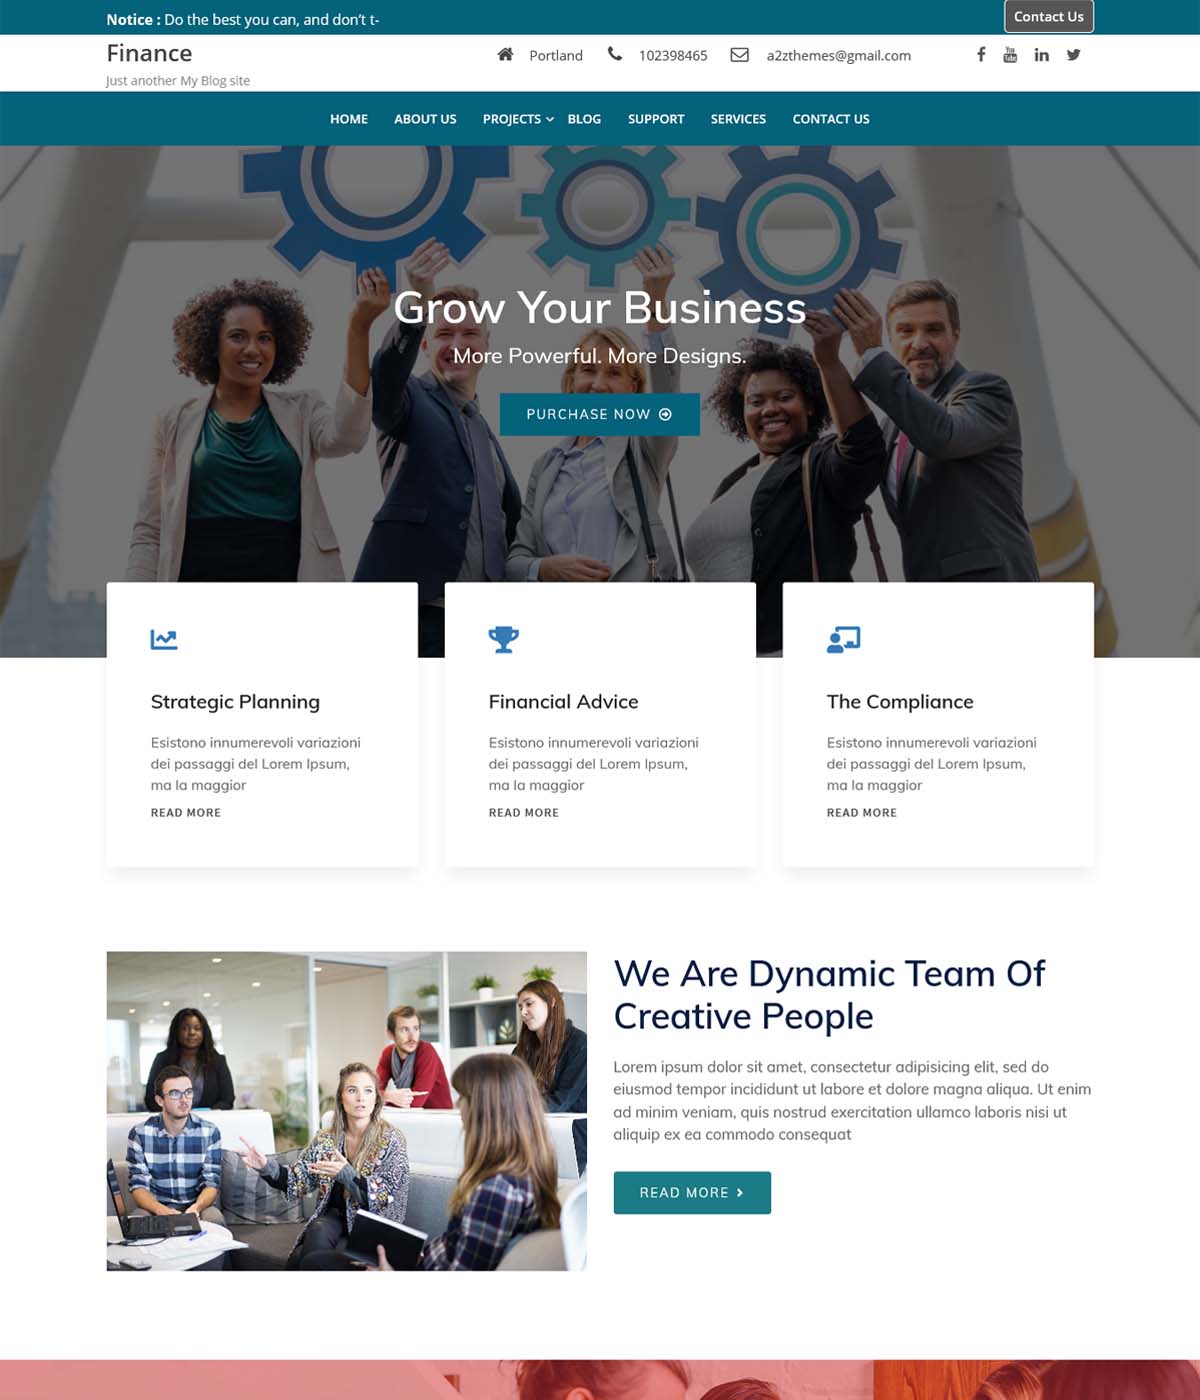 Notice : Do the best you can, and don't t-
Contact Us
Finance
Just another My Blog site
Portland
102398465
a2zthemes@gmail.com
HOME ABOUT US PROJECTS BLOG SUPPORT SERVICES CONTACT US
Grow Your Business
More Powerful. More Designs.
PURCHASE NOW
Strategic Planning
Esistono innumerevoli variazioni
dei passaggi del Lorem Ipsum,
ma la maggior
READ MORE
Financial Advice
Esistono innumerevoli variazioni
dei passaggi del Lorem Ipsum,
ma la maggior
READ MORE
The Compliance
Esistono innumerevoli variazioni
dei passaggi del Lorem Ipsum,
ma la maggior
READ MORE
We Are Dynamic Team Of
Creative People
Lorem ipsum dolor sit amet, consectetur adipisicing elit, sed do
eiusmod tempor incididunt ut labore et dolore magna aliqua. Ut enim
ad minim veniam, quis nostrud exercitation ullamco laboris nisi ut
aliquip ex ea commodo consequat
READ MORE